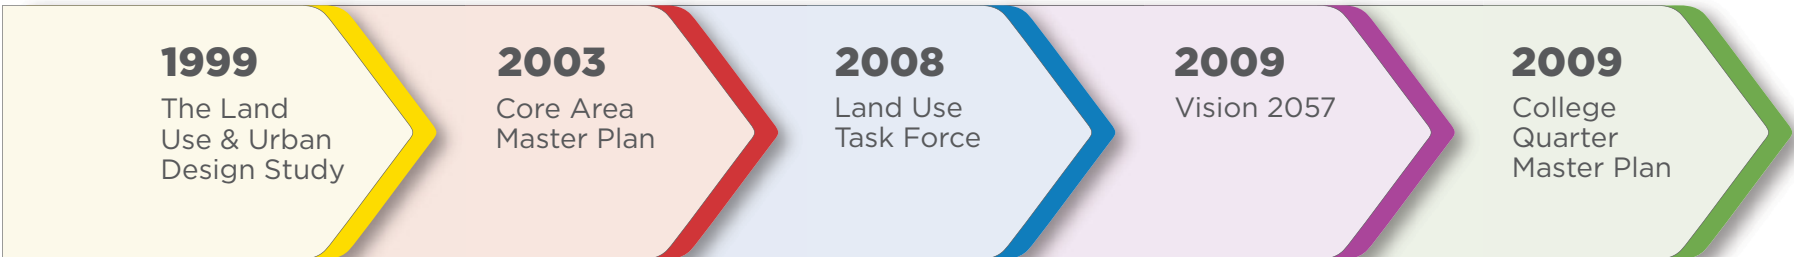 1999
The Land
Use & Urban
Design Study
2003
Core Area
Master Plan
2008
Land Use
Task Force
2009
Vision 2057
2009
College
Quarter
Master Plan